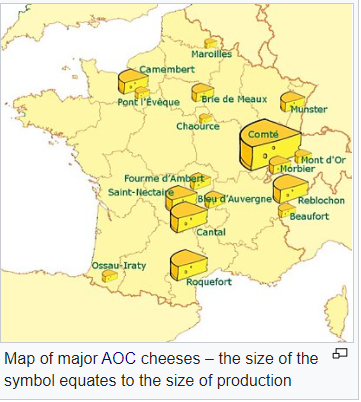 Maroilles
Camembert
Pont l'Évêque
Brie de Meaux
Munster
Chaource
Comté
Mont d'Or
Morbier
Fourme d'Ambert
Saint-Nectaire
Bleu d'Auvergne
Reblochon
Beaufort
Cantal
Ossau-Iraty
Roquefort
Map of major AOC cheeses – the size of the
symbol equates to the size of production